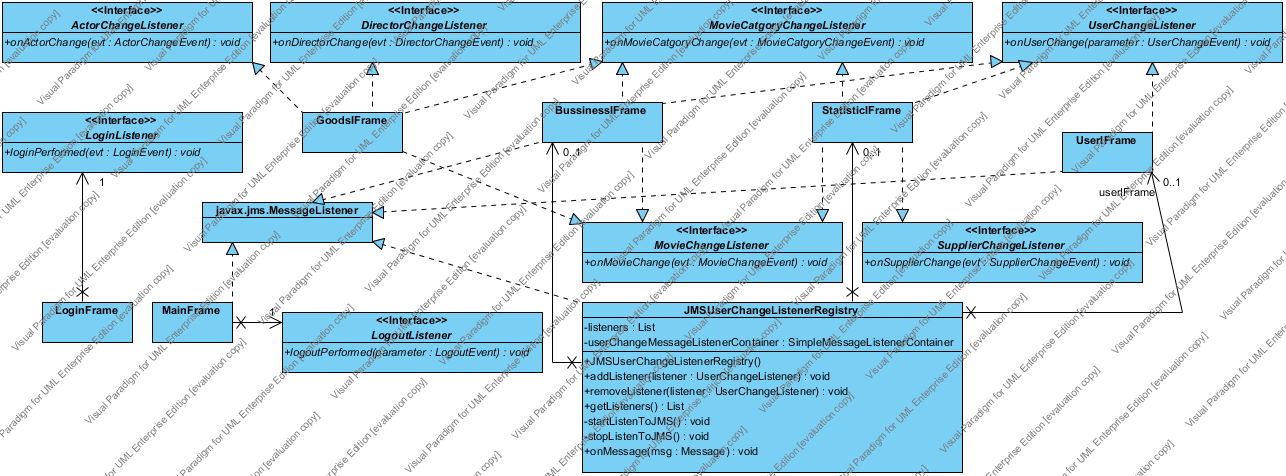 <<Interface>>
ActorChangeListener
+onActorChange(evt : ActorChangeEvent) : void
<<Interface>>
DirectorChangeListener
+onDirectorChange(evt : DirectorChangeEvent) : void
<<Interface>>
MovieCatgoryChangeListener
+onMovieCatgoryChange(evt : MovieCatgoryChangeEvent) : void
<<Interface>>
UserChangeListener
+onUserChange(parameter : UserChangeEvent) : void
<<Interface>>
LoginListener
+loginPerformed(evt : LoginEvent) : void
GoodsIFrame
BussinessIFrame
StatisticIFrame
UserIFrame
1
0..1
0..1
0..1
userIFrame
javax.jms.MessageListener
<<Interface>>
MovieChangeListener
+onMovieChange(evt : MovieChangeEvent) : void
<<Interface>>
SupplierChangeListener
+onSupplierChange(evt : SupplierChangeEvent) : void
LoginFrame
MainFrame
1
<<Interface>>
LogoutListener
+logoutPerformed(parameter : LogoutEvent) : void
JMSUserChangeListenerRegistry
-listeners : List
-userChangeMessageListenerContainer : SimpleMessageListenerContainer
+JMSUserChangeListenerRegistry()
+addListener(listener : UserChangeListener) : void
+removeListener(listener : UserChangeListener) : void
+getListeners() : List
-startListenToJMS() : void
-stopListenToJMS() : void
+onMessage(msg : Message) : void
Visual Paradigm for UML Enterprise Edition [evaluation copy]